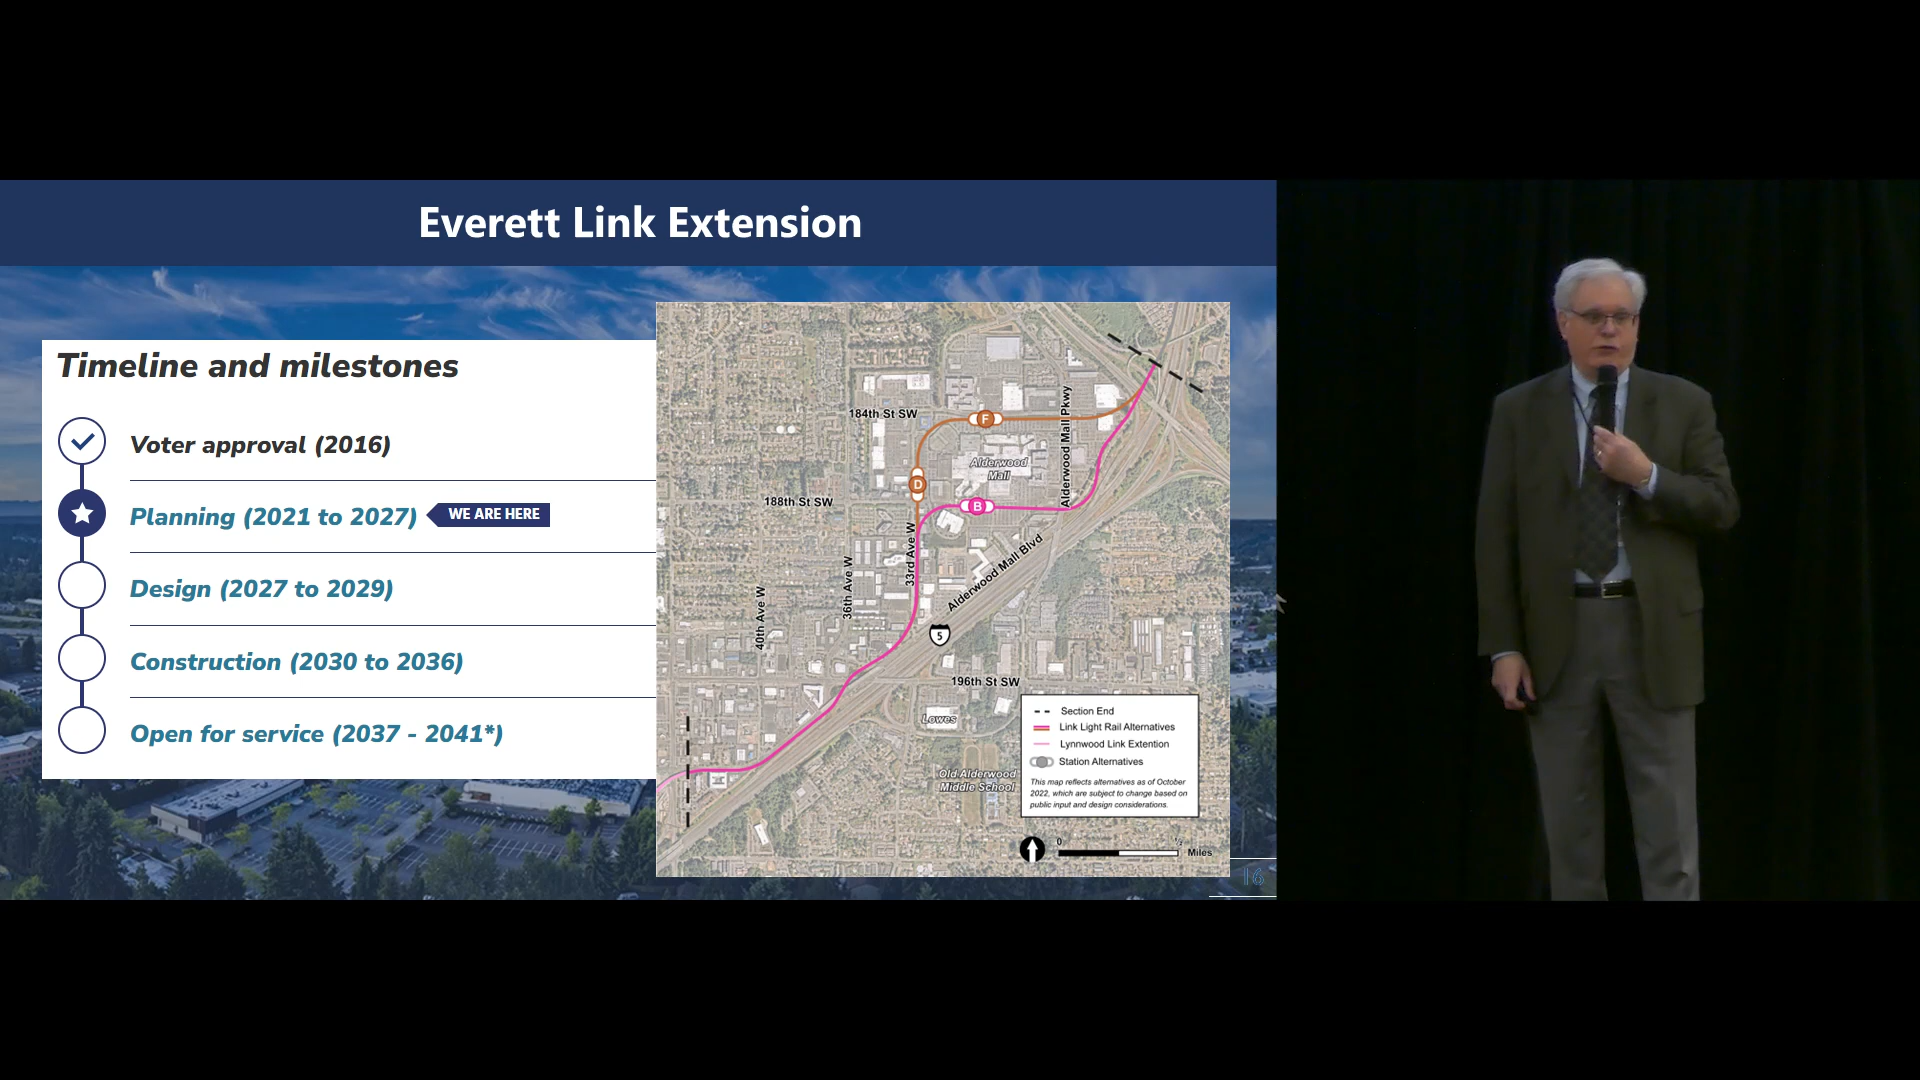 Everett Link Extension
Timeline and milestones
Voter approval (2016)
Planning (2021 to 2027)
WE ARE HERE
Design (2027 to 2029)
Construction (2030 to 2036)
Open for service (2037 - 2041*)
184th St SW
F
Alderwood Mall Pkwy
Alderwood
Mall
D
188th St SW
B
33rd Ave W
36th Ave W
40th Ave W
Alderwood Mall Blvd
5
196th St SW
Lowes
Old Alderwood
Middle School
Section End
Link Light Rail Alternatives
Lynnwood Link Extention
Station Alternatives
This map reflects alternatives as of October
2022, which are subject to change based on
public input and design considerations.
0
Miles
16